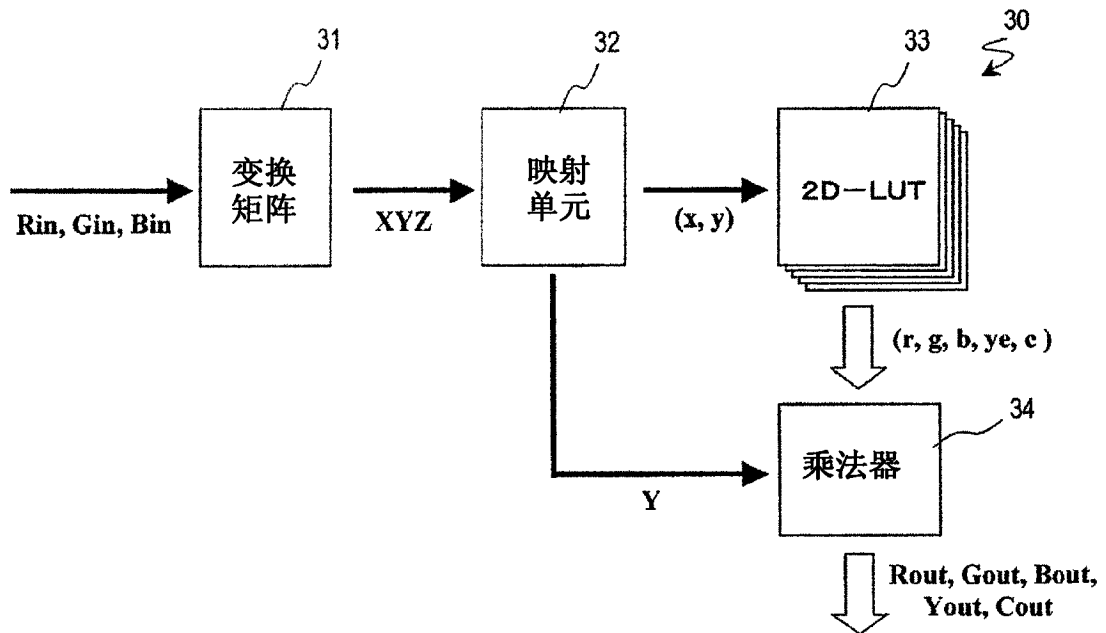 30
31
32
33
变换
矩阵
映射
单元
2D-LUT
Rin, Gin, Bin
XYZ
(x, y)
(r, g, b, ye, c )
34
乘法器
Y
Rout, Gout, Bout,
Yout, Cout